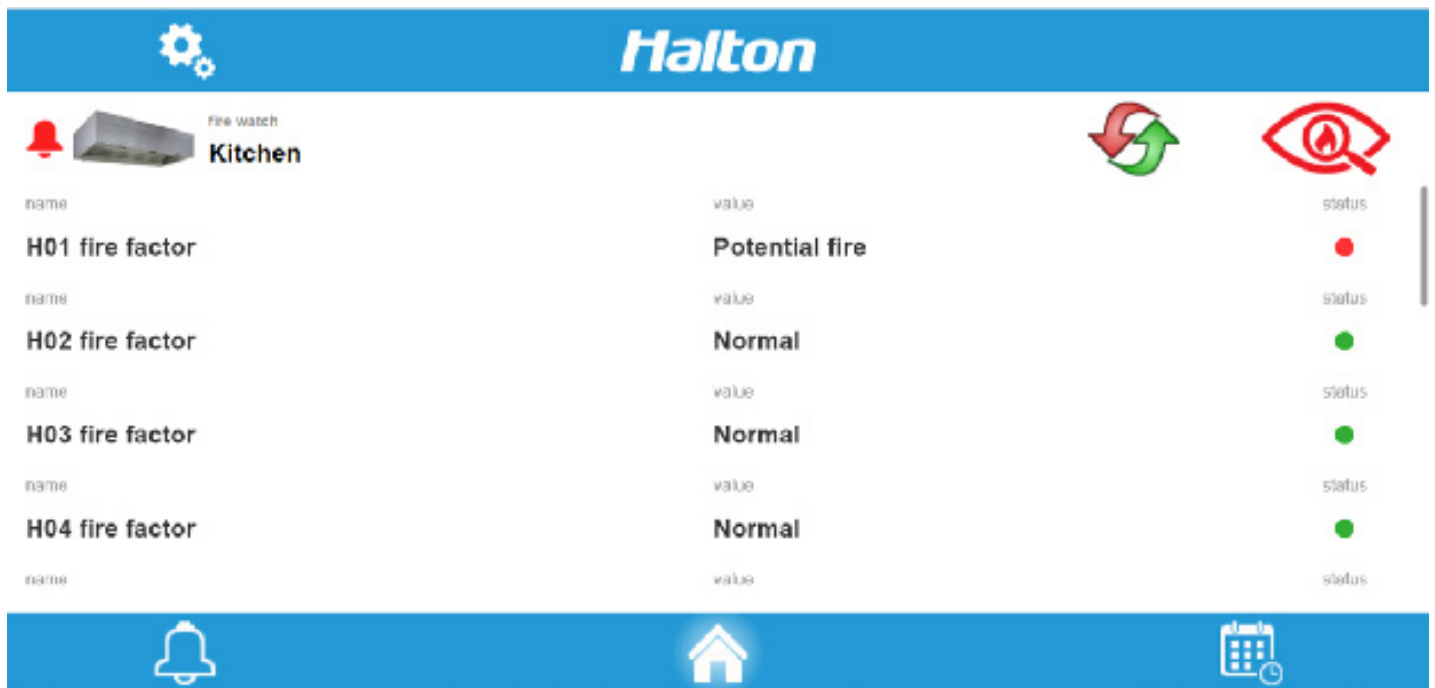 Halton
fire watch
Kitchen
name value status
H01 fire factor Potential fire
name value status
H02 fire factor Normal
name value status
H03 fire factor Normal
name value status
H04 fire factor Normal
name value status